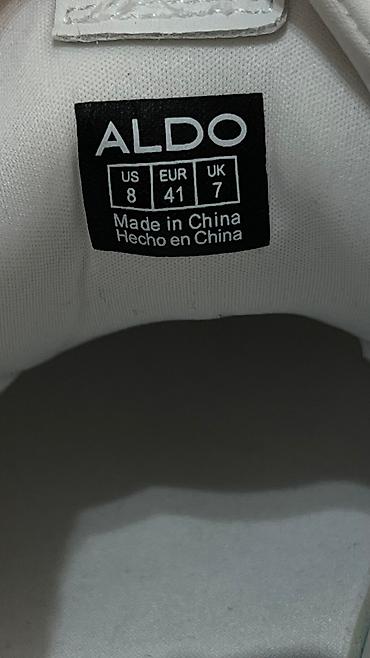 ALDO
US EUR UK
8 41 7
Made in China
Hecho en China